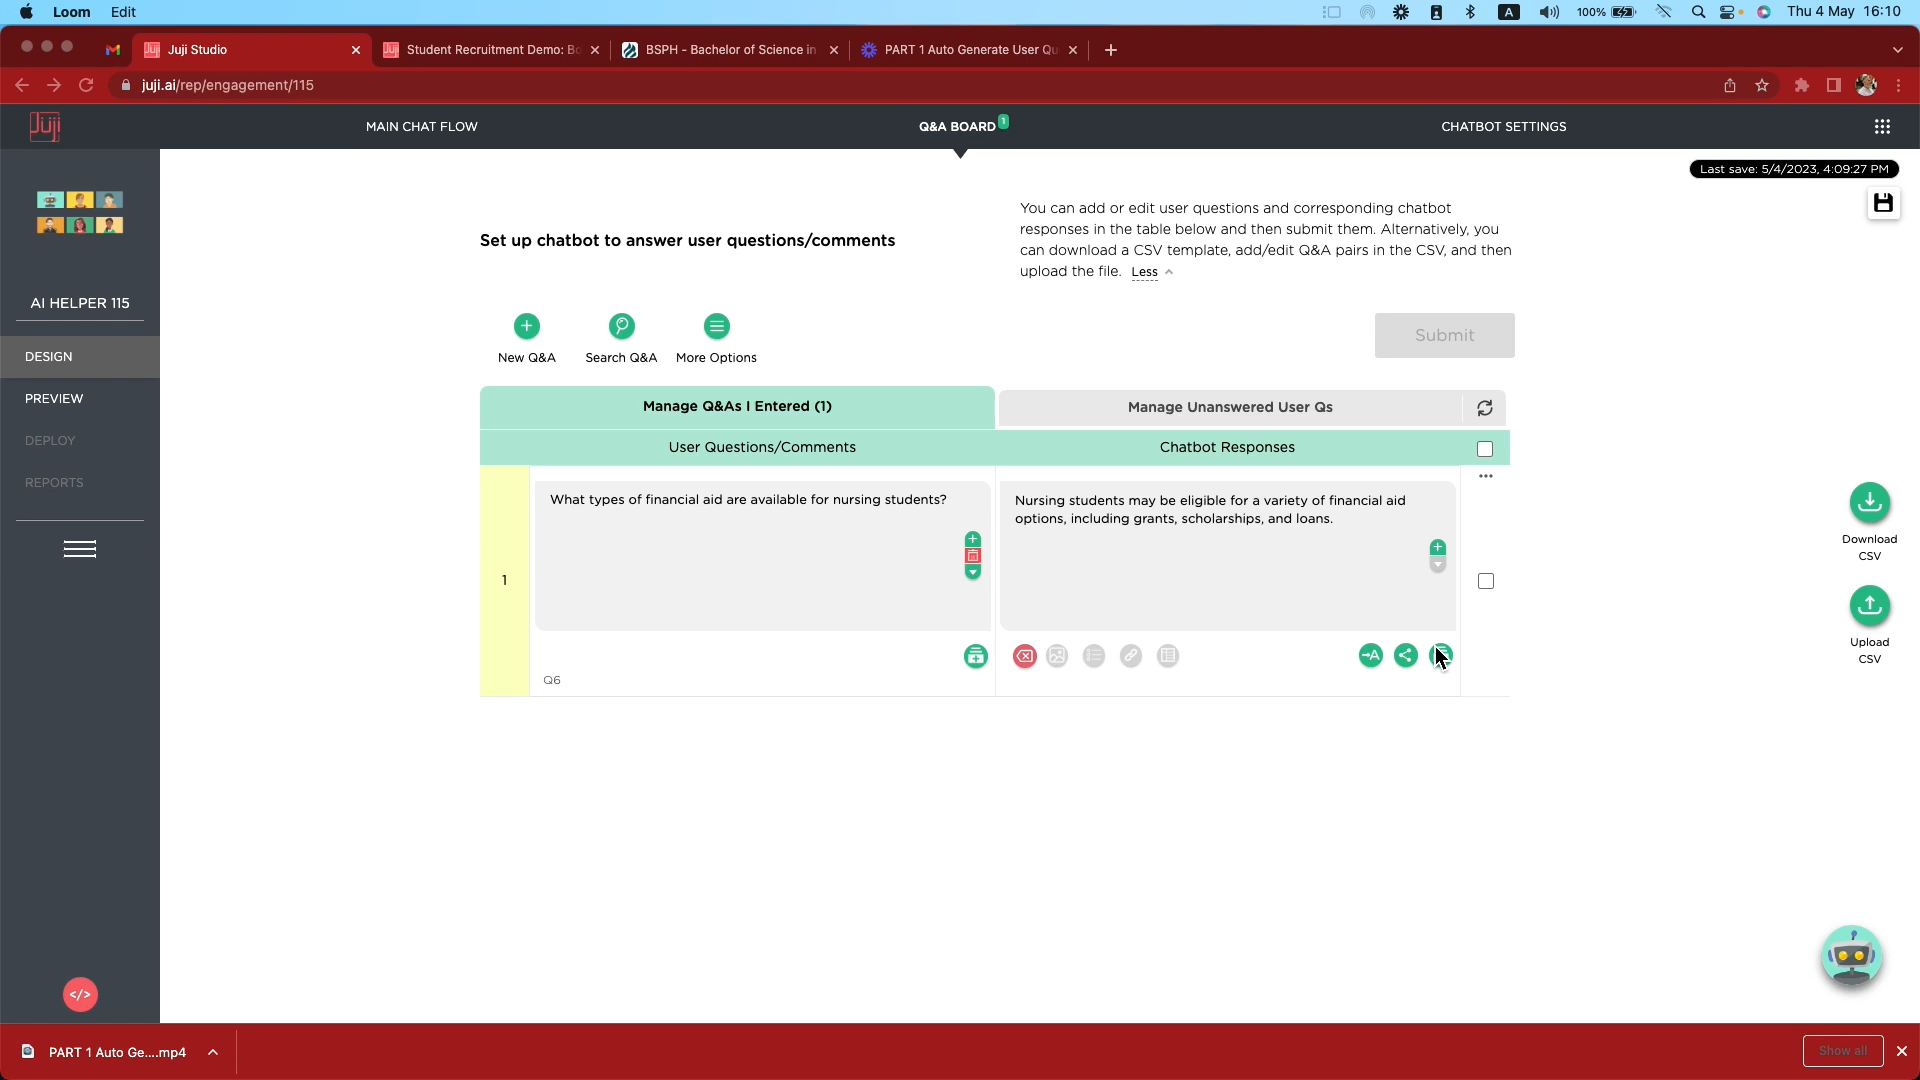 Loom Edit
A 100% Thu 4 May 16:10
Juji Studio
Student Recruitment Demo: Bo
BSPH - Bachelor of Science in
PART 1 Auto Generate User Qu
juji.ai/rep/engagement/115
Juji
MAIN CHAT FLOW
Q&A BOARD 1
CHATBOT SETTINGS
Last save: 5/4/2023, 4:09:27 PM
AI HELPER 115
DESIGN
PREVIEW
DEPLOY
REPORTS
</>
Set up chatbot to answer user questions/comments
You can add or edit user questions and corresponding chatbot
responses in the table below and then submit them. Alternatively, you
can download a CSV template, add/edit Q&A pairs in the CSV, and then
upload the file. Less
New Q&A
Search Q&A
More Options
Submit
Manage Q&As I Entered (1)
Manage Unanswered User Qs
User Questions/Comments
Chatbot Responses
1
What types of financial aid are available for nursing students?
Nursing students may be eligible for a variety of financial aid
options, including grants, scholarships, and loans.
A
Q6
Download
CSV
Upload
CSV
PART 1 Auto Ge....mp4
Show all